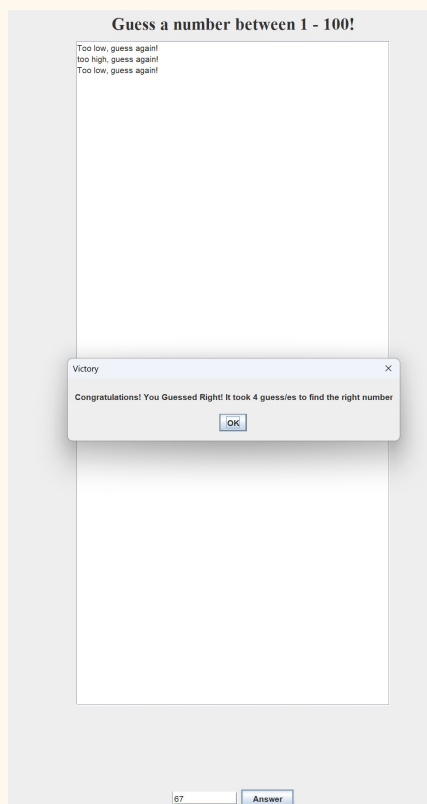 Guess a number between 1 - 100!
Too low, guess again!
too high, guess again!
Too low, guess again!
Victory
Congratulations! You Guessed Right! It took 4 guess/es to find the right number
OK
67
Answer